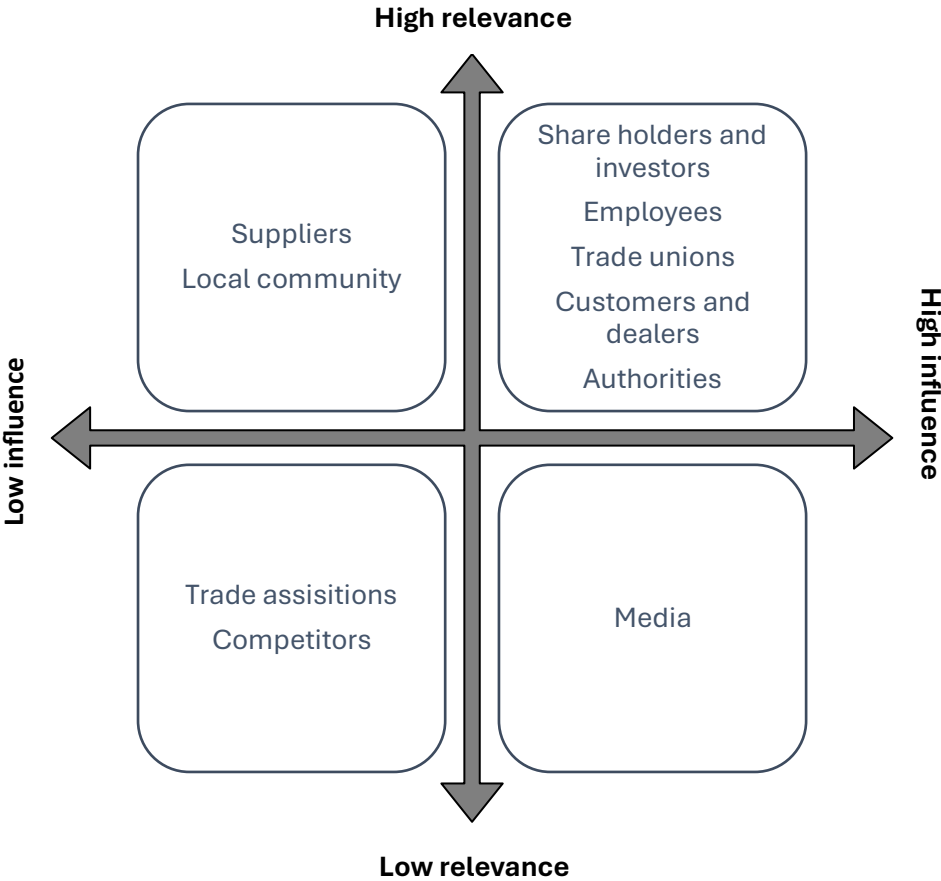 High relevance
Share holders and
investors
Employees
Trade unions
Customers and
dealers
Authorities
Suppliers
Local community
High influence
Low influence
Trade assisitions
Competitors
Media
Low relevance